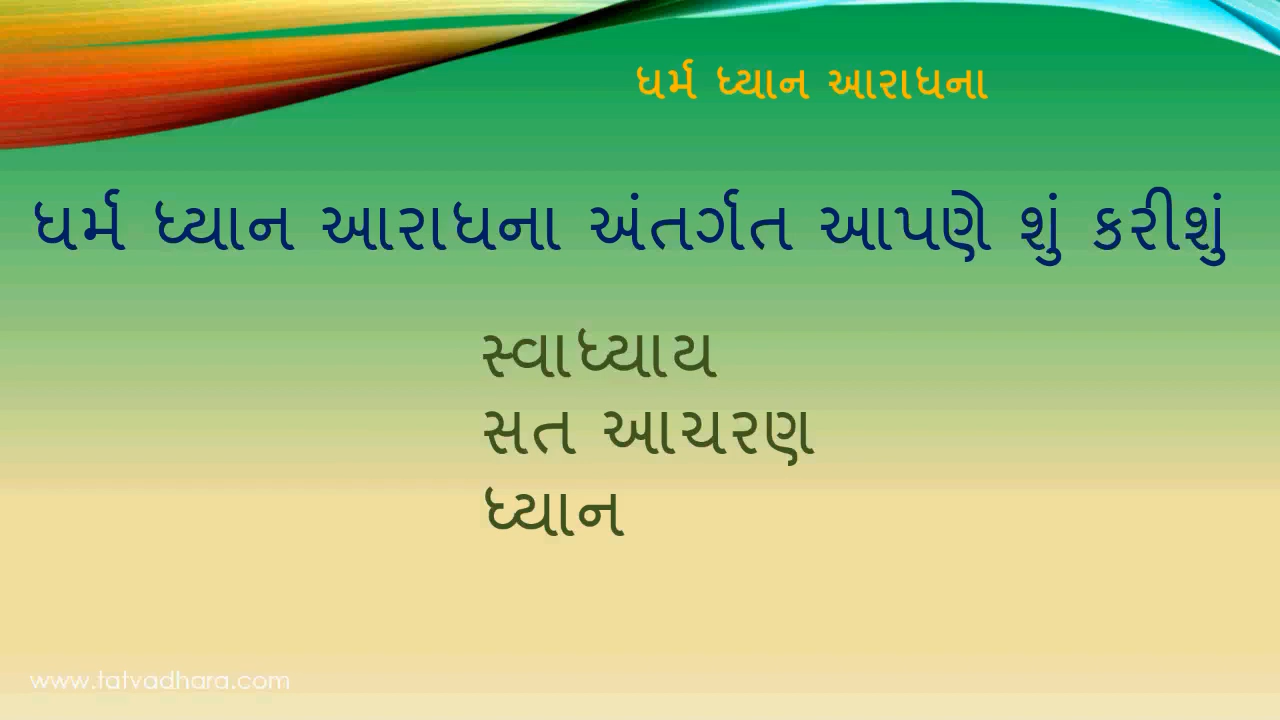 ધર્મ ધ્યાન આરાધના
ધર્મ ધ્યાન આરાધના અંતર્ગત આપણે શું કરીશું
સ્વાધ્યાય
સત આચરણ
ધ્યાન
www.tatvadhara.com